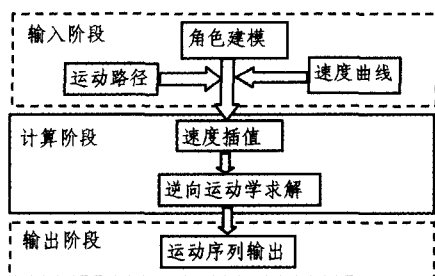 输入阶段
角色建模
运动路径
速度曲线
计算阶段
速度插值
逆向运动学求解
输出阶段
运动序列输出